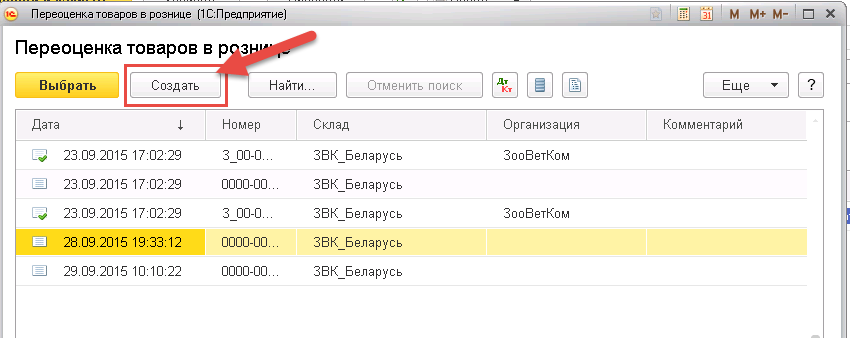 Переоценка товаров в рознице (1С:Предприятие)
M M+ M-
Переоценка товаров в рознице
Выбрать Создать Найти... Отменить поиск Дт Кт Еще ?
Дата ↓ Номер Склад Организация Комментарий
23.09.2015 17:02:29 3_00-0... ЗВК_Беларусь ЗооВетКом
23.09.2015 17:02:29 0000-00... ЗВК_Беларусь
23.09.2015 17:02:29 3_00-0... ЗВК_Беларусь ЗооВетКом
28.09.2015 19:33:12 0000-00... ЗВК_Беларусь
29.09.2015 10:10:22 0000-00... ЗВК_Беларусь